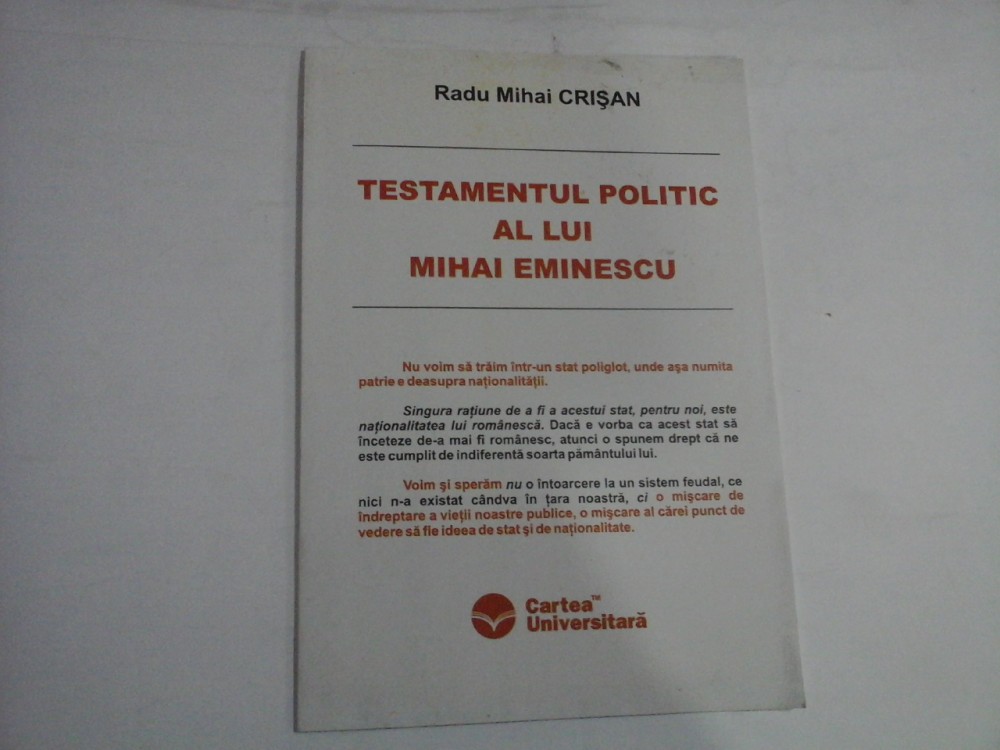 Radu Mihai CRIŞAN
TESTAMENTUL POLITIC
AL LUI
MIHAI EMINESCU
Nu voim să trăim într-un stat poliglot, unde aşa numita
patrie e deasupra naţionalităţii.
Singura raţiune de a fi a acestui stat, pentru noi, este
naţionalitatea lui românească. Dacă e vorba ca acest stat să
înceteze de-a mai fi românesc, atunci o spunem drept că ne
este cumplit de indiferentă soarta pământului lui.
Voim şi sperăm nu o întoarcere la un sistem feudal, ce
nici n-a existat cândva în ţara noastră, ci o mişcare de
îndreptare a vieţii noastre publice, o mişcare al cărei punct de
vedere să fie ideea de stat şi de naţionalitate.
Cartea™
Universitară